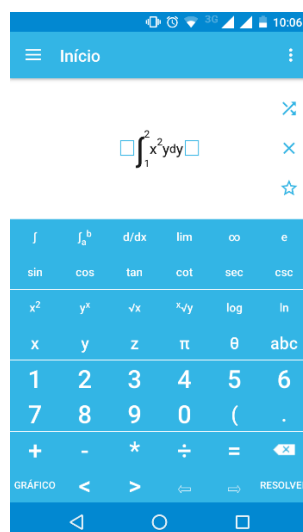 3G 10:06
Início
∫₁² x²ydy
∫ ∫ₐᵇ d/dx lim ∞ e
sin cos tan cot sec csc
x² yˣ √x ˣ√y log ln
x y z π θ abc
1 2 3 4 5 6
7 8 9 0 ( .
+ - * ÷ =
GRÁFICO < > ⇦ ⇨ RESOLVER